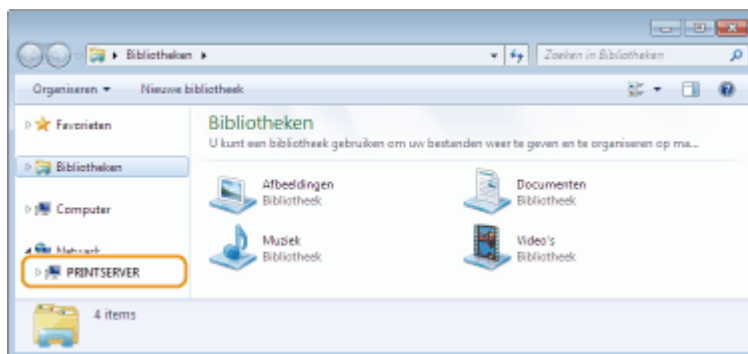 Bibliotheken
Zoeken in Bibliotheken
Organiseren
Nieuwe bibliotheek
Favorieten
Bibliotheken
Computer
Netwerk
PRINTSERVER
Bibliotheken
U kunt een bibliotheek gebruiken om uw bestanden weer te geven en te organiseren op ma...
Afbeeldingen
Bibliotheek
Documenten
Bibliotheek
Muziek
Bibliotheek
Video's
Bibliotheek
4 items